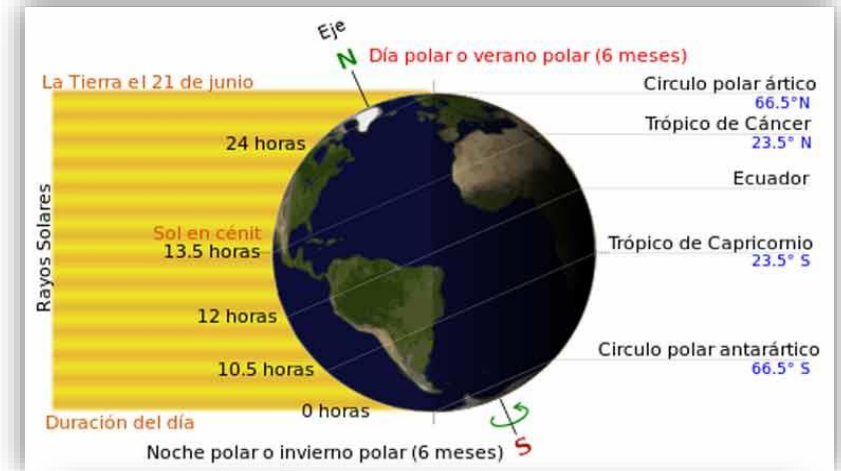 Eje
N
Día polar o verano polar (6 meses)
La Tierra el 21 de junio
Circulo polar ártico
66.5°N
Trópico de Cáncer
23.5° N
24 horas
Ecuador
Rayos Solares
Sol en cénit
13.5 horas
Trópico de Capricornio
23.5° S
12 horas
10.5 horas
Circulo polar antarártico
66.5° S
0 horas
Duración del día
Noche polar o invierno polar (6 meses)
S